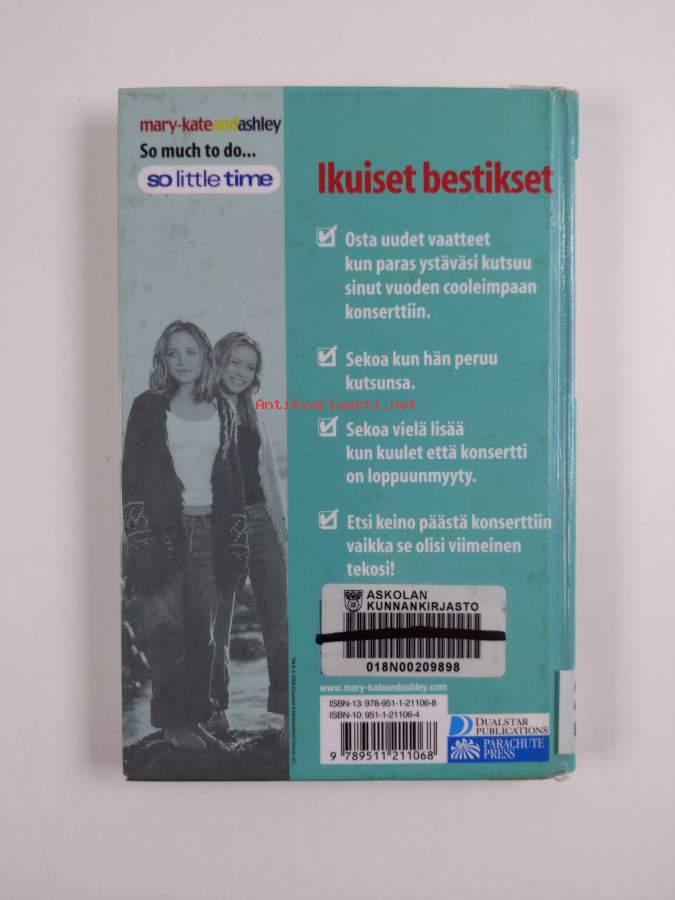 mary-kateandashley
So much to do...
so little time
Ikuiset bestikset
Osta uudet vaatteet
kun paras ystäväsi kutsuu
sinut vuoden cooleimpaan
konserttiin.
Sekoa kun hän peruu
kutsunsa.
Antikvariaatti.net
Sekoa vielä lisää
kun kuulet että konsertti
on loppuunmyyty.
Etsi keino päästä konserttiin
vaikka se olisi viimeinen
tekosi!
ASKOLAN
KUNNANKIRJASTO
018N00209898
www.mary-kateandashley.com
ISBN-13: 978-951-1-21106-8
ISBN-10: 951-1-21106-4
9 789511 211068
DUALSTAR
PUBLICATIONS
PARACHUTE
PRESS